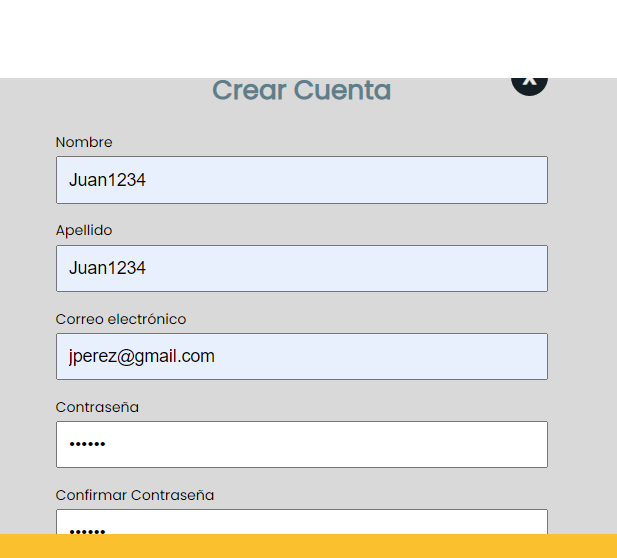 Crear Cuenta
X
Nombre
Juan1234
Apellido
Juan1234
Correo electrónico
jperez@gmail.com
Contraseña
••••••
Confirmar Contraseña
••••••